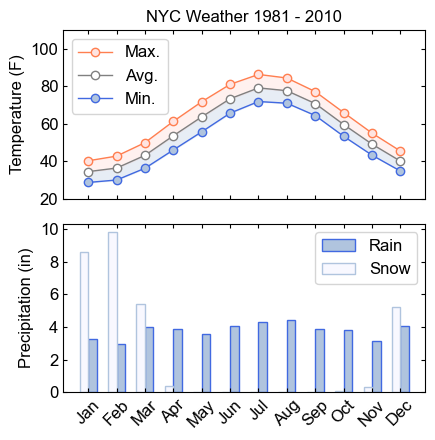 NYC Weather 1981 - 2010
Temperature (F)
100
80
60
40
20
Max.
Avg.
Min.
Precipitation (in)
10
8
6
4
2
0
Rain
Snow
Jan Feb Mar Apr May Jun Jul Aug Sep Oct Nov Dec